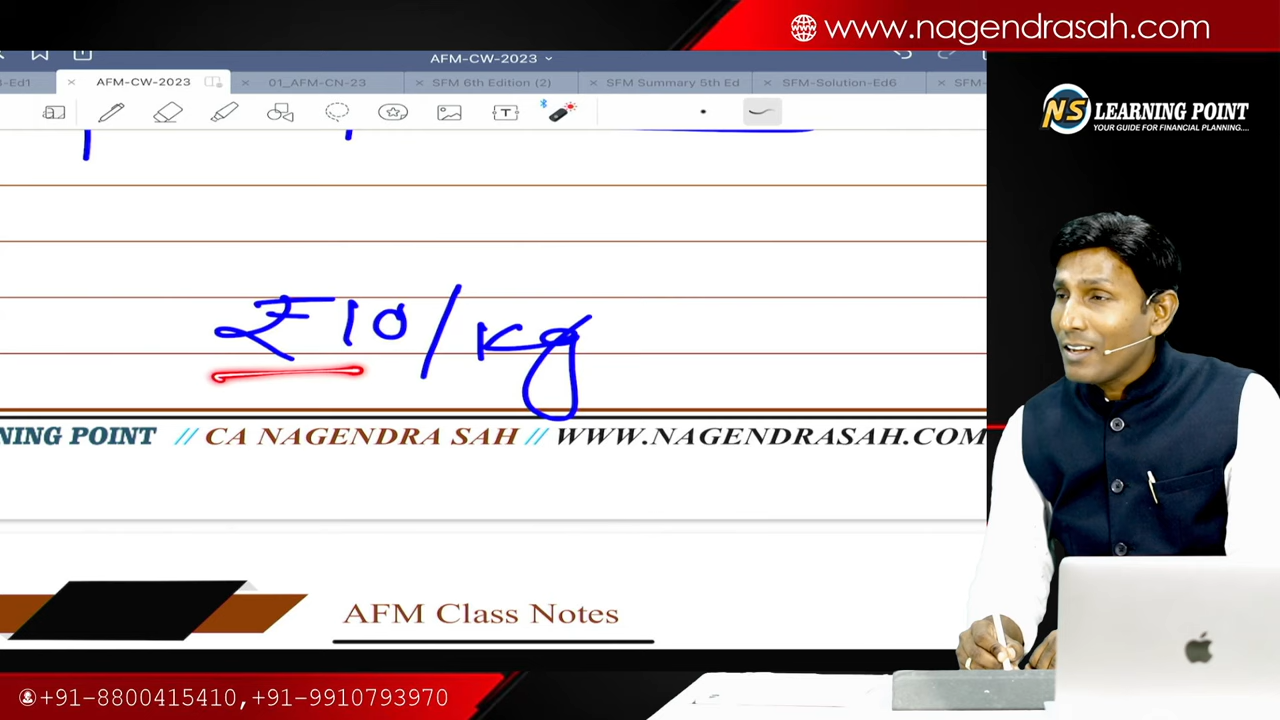 www.nagendrasah.com
AFM-CW-2023
-Ed1
AFM-CW-2023
01_AFM-CN-23
SFM 6th Edition (2)
SFM Summary 5th Ed
SFM-Solution-Ed6
SFM-
T
NS LEARNING POINT
YOUR GUIDE FOR FINANCIAL PLANNING....
₹10/kg
NING POINT // CA NAGENDRA SAH // WWW.NAGENDRASAH.COM
AFM Class Notes
+91-8800415410,+91-9910793970